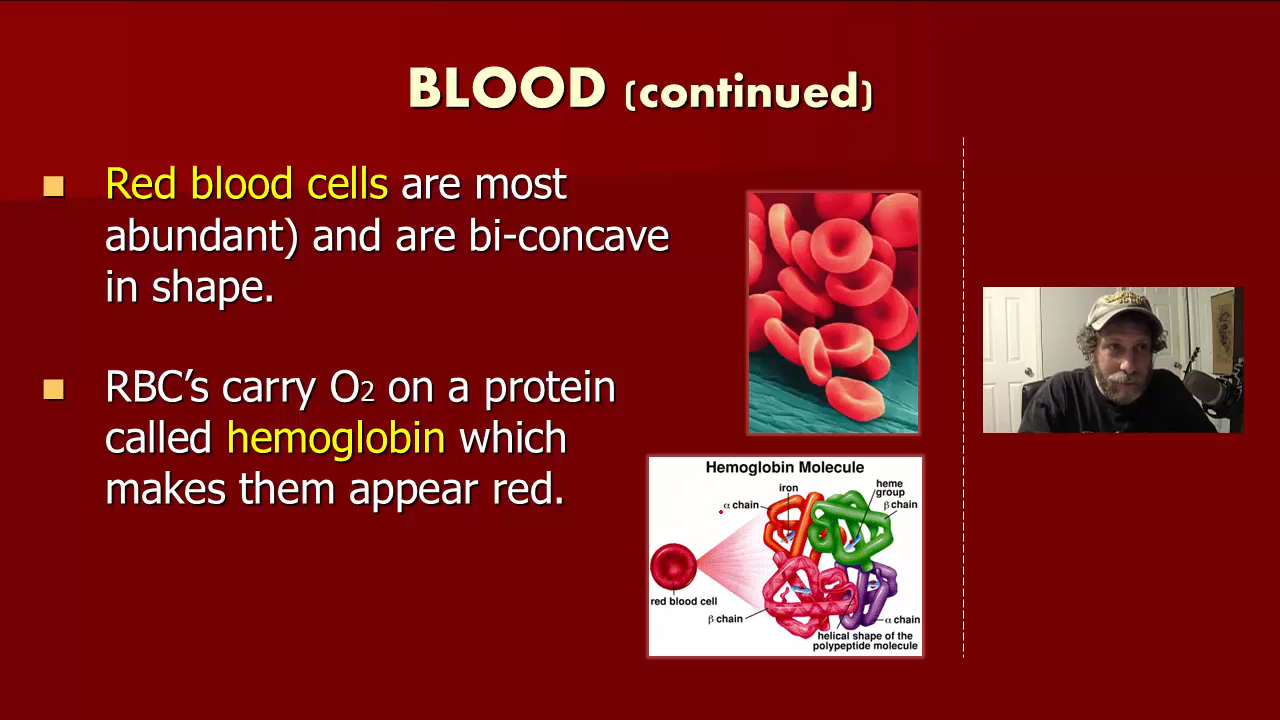 BLOOD (continued)
Red blood cells are most
abundant) and are bi-concave
in shape.
RBC’s carry O2 on a protein
called hemoglobin which
makes them appear red.
Hemoglobin Molecule
iron
heme
group
α chain
β chain
red blood cell
β chain
α chain
helical shape of the
polypeptide molecule